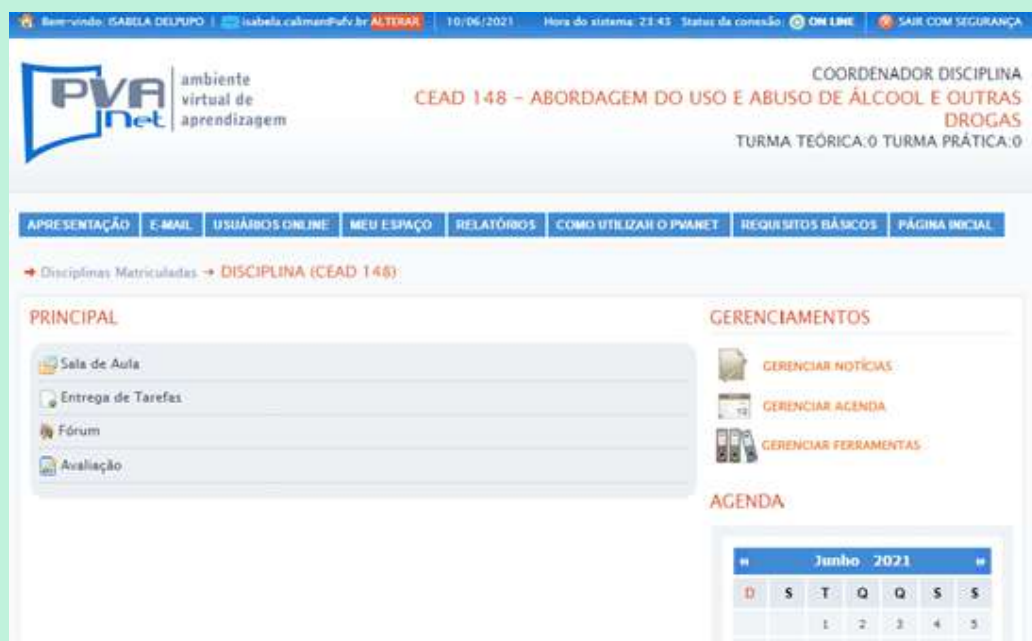 Bem-vindo: ISABELA DELPUPO | isabela.caliman@ufv.br ALTERAR | 10/06/2021 Hora do sistema: 23:43 Status da conexão: ON LINE SAIR COM SEGURANÇA
PVA Net
ambiente
virtual de
aprendizagem
COORDENADOR DISCIPLINA
CEAD 148 – ABORDAGEM DO USO E ABUSO DE ÁLCOOL E OUTRAS
DROGAS
TURMA TEÓRICA:0 TURMA PRÁTICA:0
APRESENTAÇÃO E-MAIL USUÁRIOS ONLINE MEU ESPAÇO RELATÓRIOS COMO UTILIZAR O PVANET REQUISITOS BÁSICOS PÁGINA INICIAL
Disciplinas Matriculadas → DISCIPLINA (CEAD 148)
PRINCIPAL
Sala de Aula
Entrega de Tarefas
Fórum
Avaliação
GERENCIAMENTOS
GERENCIAR NOTÍCIAS
12
GERENCIAR AGENDA
GERENCIAR FERRAMENTAS
AGENDA
« Junho 2021 »
D S T Q Q S S
1 2 3 4 5